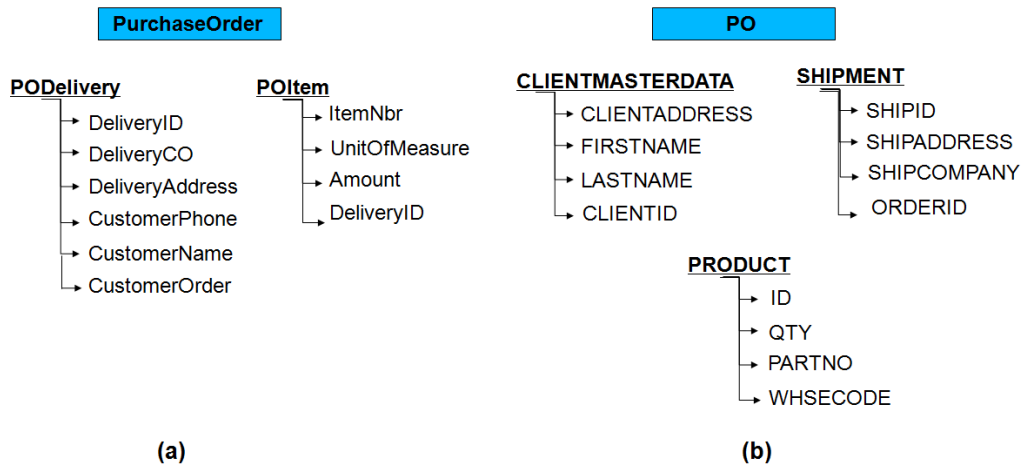 PurchaseOrder
PODelivery
DeliveryID
DeliveryCO
DeliveryAddress
CustomerPhone
CustomerName
CustomerOrder
POItem
ItemNbr
UnitOfMeasure
Amount
DeliveryID
(a)
PO
CLIENTMASTERDATA
CLIENTADDRESS
FIRSTNAME
LASTNAME
CLIENTID
SHIPMENT
SHIPID
SHIPADDRESS
SHIPCOMPANY
ORDERID
PRODUCT
ID
QTY
PARTNO
WHSECODE
(b)